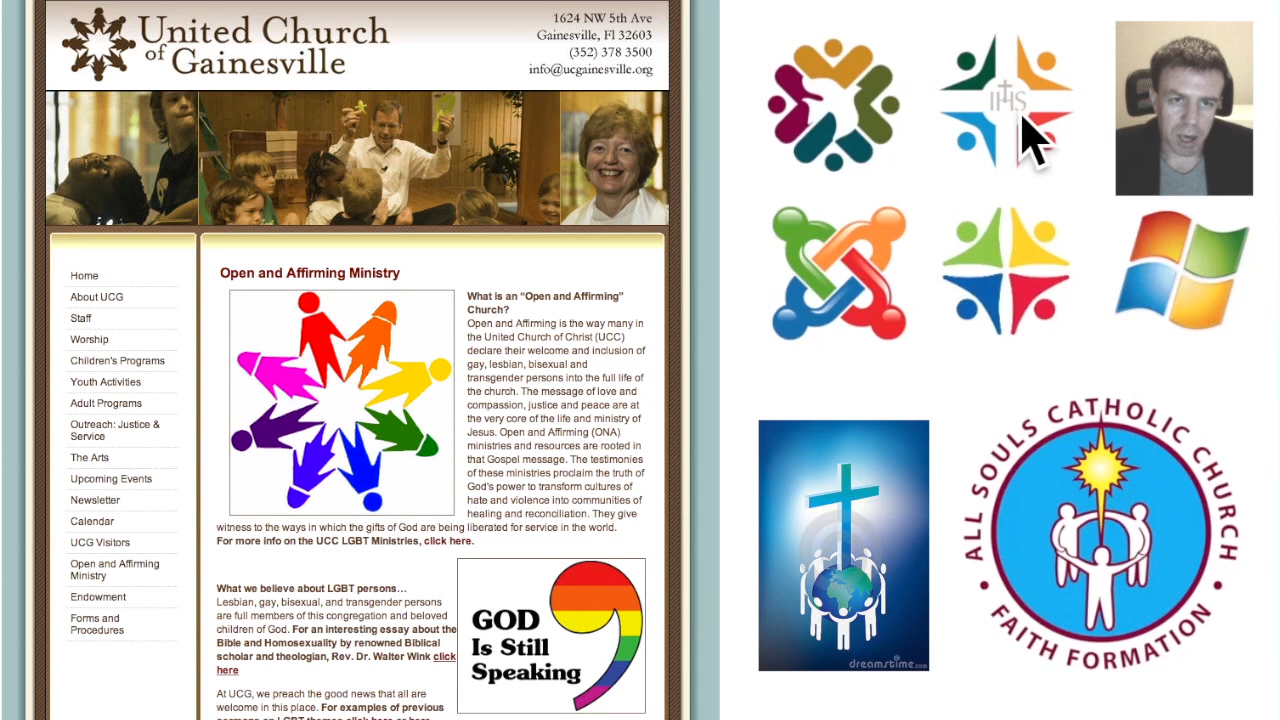 United Church
of Gainesville
1624 NW 5th Ave
Gainesville, Fl 32603
(352) 378 3500
info@ucgainesville.org
Home
About UCG
Staff
Worship
Children's Programs
Youth Activities
Adult Programs
Outreach: Justice &
Service
The Arts
Upcoming Events
Newsletter
Calendar
UCG Visitors
Open and Affirming
Ministry
Endowment
Forms and
Procedures
Open and Affirming Ministry
What is an “Open and Affirming”
Church?
Open and Affirming is the way many in
the United Church of Christ (UCC)
declare their welcome and inclusion of
gay, lesbian, bisexual and
transgender persons into the full life of
the church. The message of love and
compassion, justice and peace are at
the very core of the life and ministry of
Jesus. Open and Affirming (ONA)
ministries and resources are rooted in
that Gospel message. The testimonies
of these ministries proclaim the truth of
God's power to transform cultures of
hate and violence into communities of
healing and reconciliation. They give
witness to the ways in which the gifts of God are being liberated for service in the world.
For more info on the UCC LGBT Ministries, click here.
What we believe about LGBT persons…
Lesbian, gay, bisexual, and transgender persons
are full members of this congregation and beloved
children of God. For an interesting essay about the
Bible and Homosexuality by renowned Biblical
scholar and theologian, Rev. Dr. Walter Wink click
here
At UCG, we preach the good news that all are
welcome in this place. For examples of previous
sermons on LGBT themes click here or here
GOD
Is Still
Speaking
IHS
dreamstime.com
ALL SOULS CATHOLIC CHURCH
• FAITH FORMATION •